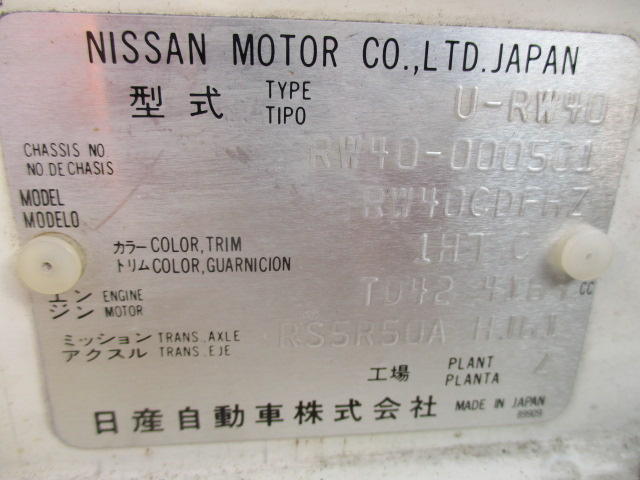 NISSAN MOTOR CO.,LTD.JAPAN
型式 TYPE TIPO U-RW40
CHASSIS NO. NO DE CHASIS RW40-000501
MODEL MODELO
カラー COLOR, TRIM
トリム COLOR, GUARNICION
エンジン ENGINE MOTOR TD42 CC
ミッション TRANS. AXLE
アクスル TRANS. EJE RS5R50A
工場 PLANT PLANTA
日産自動車株式会社 MADE IN JAPAN